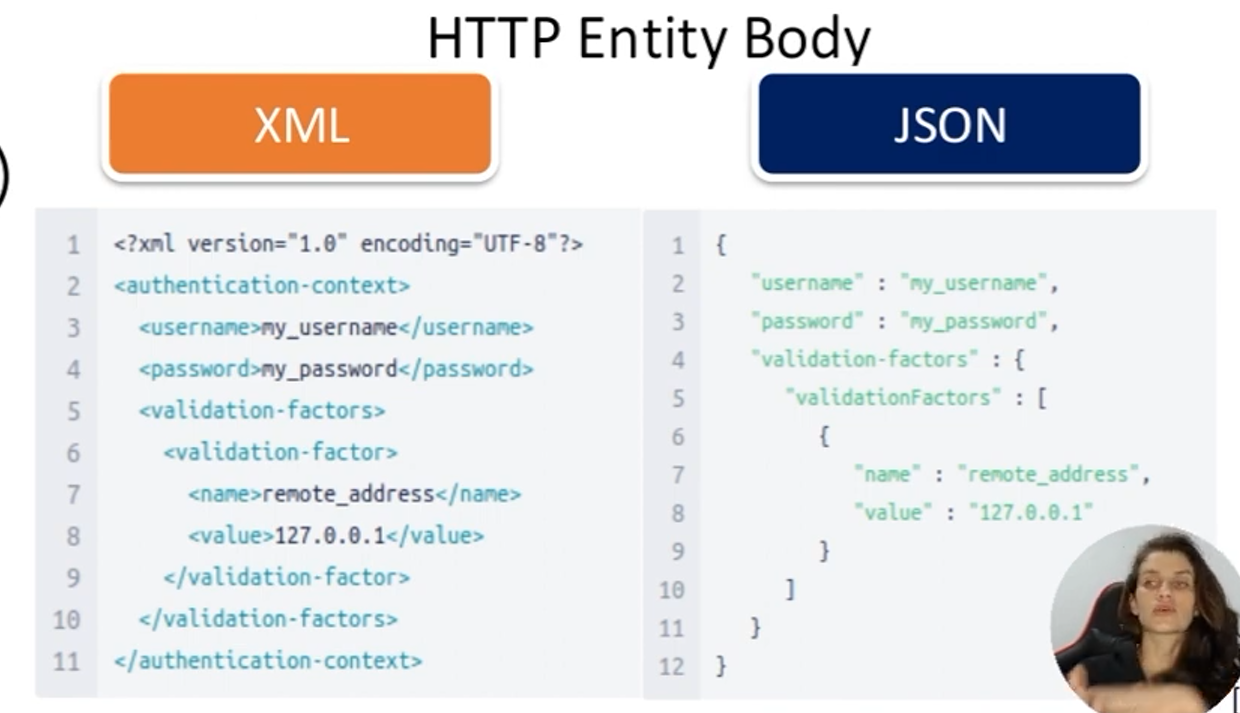 HTTP Entity Body
XML
1 <?xml version="1.0" encoding="UTF-8"?>
2 <authentication-context>
3 <username>my_username</username>
4 <password>my_password</password>
5 <validation-factors>
6 <validation-factor>
7 <name>remote_address</name>
8 <value>127.0.0.1</value>
9 </validation-factor>
10 </validation-factors>
11 </authentication-context>
JSON
1 {
2 "username" : "my_username",
3 "password" : "my_password",
4 "validation-factors" : {
5 "validationFactors" : [
6 {
7 "name" : "remote_address",
8 "value" : "127.0.0.1"
9 }
10 ]
11 }
12 }